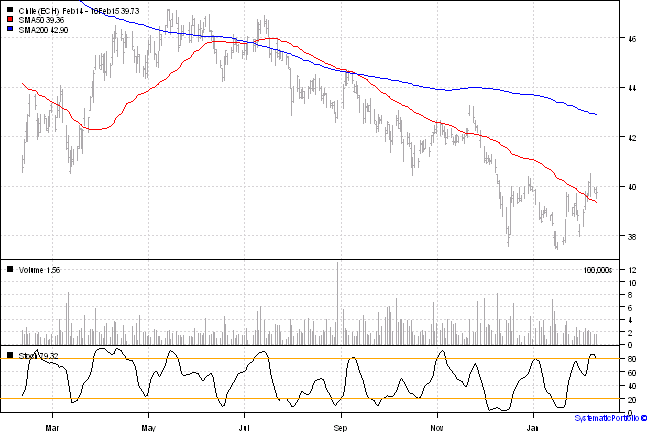 Chile (ECH) Feb14 - 18Feb15 39.73
SMA50 39.36
SMA200 42.90
46
44
42
40
38
Volume 1.56
100,000s
12
10
8
6
4
2
0
Stoch 79.32
80
60
40
20
0
Mar May Jul Sep Nov Jan
SystematicPortfolio ©